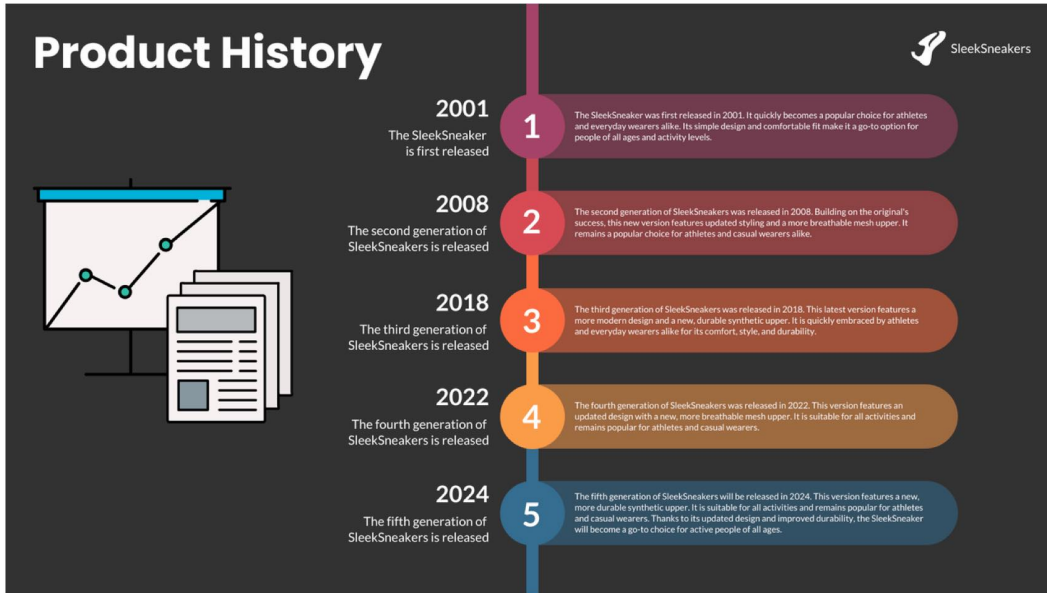 Product History
SleekSneakers
2001
The SleekSneaker
is first released
1
The SleekSneaker was first released in 2001. It quickly becomes a popular choice for athletes
and everyday wearers alike. Its simple design and comfortable fit make it a go-to option for
people of all ages and activity levels.
2008
The second generation of
SleekSneakers is released
2
The second generation of SleekSneakers was released in 2008. Building on the original's
success, this new version features updated styling and a more breathable mesh upper. It
remains a popular choice for athletes and casual wearers alike.
2018
The third generation of
SleekSneakers is released
3
The third generation of SleekSneakers was released in 2018. This latest version features a
more modern design and a new, durable synthetic upper. It is quickly embraced by athletes
and everyday wearers alike for its comfort, style, and durability.
2022
The fourth generation of
SleekSneakers is released
4
The fourth generation of SleekSneakers was released in 2022. This version features an
updated design with a new, more breathable mesh upper. It is suitable for all activities and
remains popular for athletes and casual wearers.
2024
The fifth generation of
SleekSneakers is released
5
The fifth generation of SleekSneakers will be released in 2024. This version features a new,
more durable synthetic upper. It is suitable for all activities and remains popular for athletes
and casual wearers. Thanks to its updated design and improved durability, the SleekSneaker
will become a go-to choice for active people of all ages.